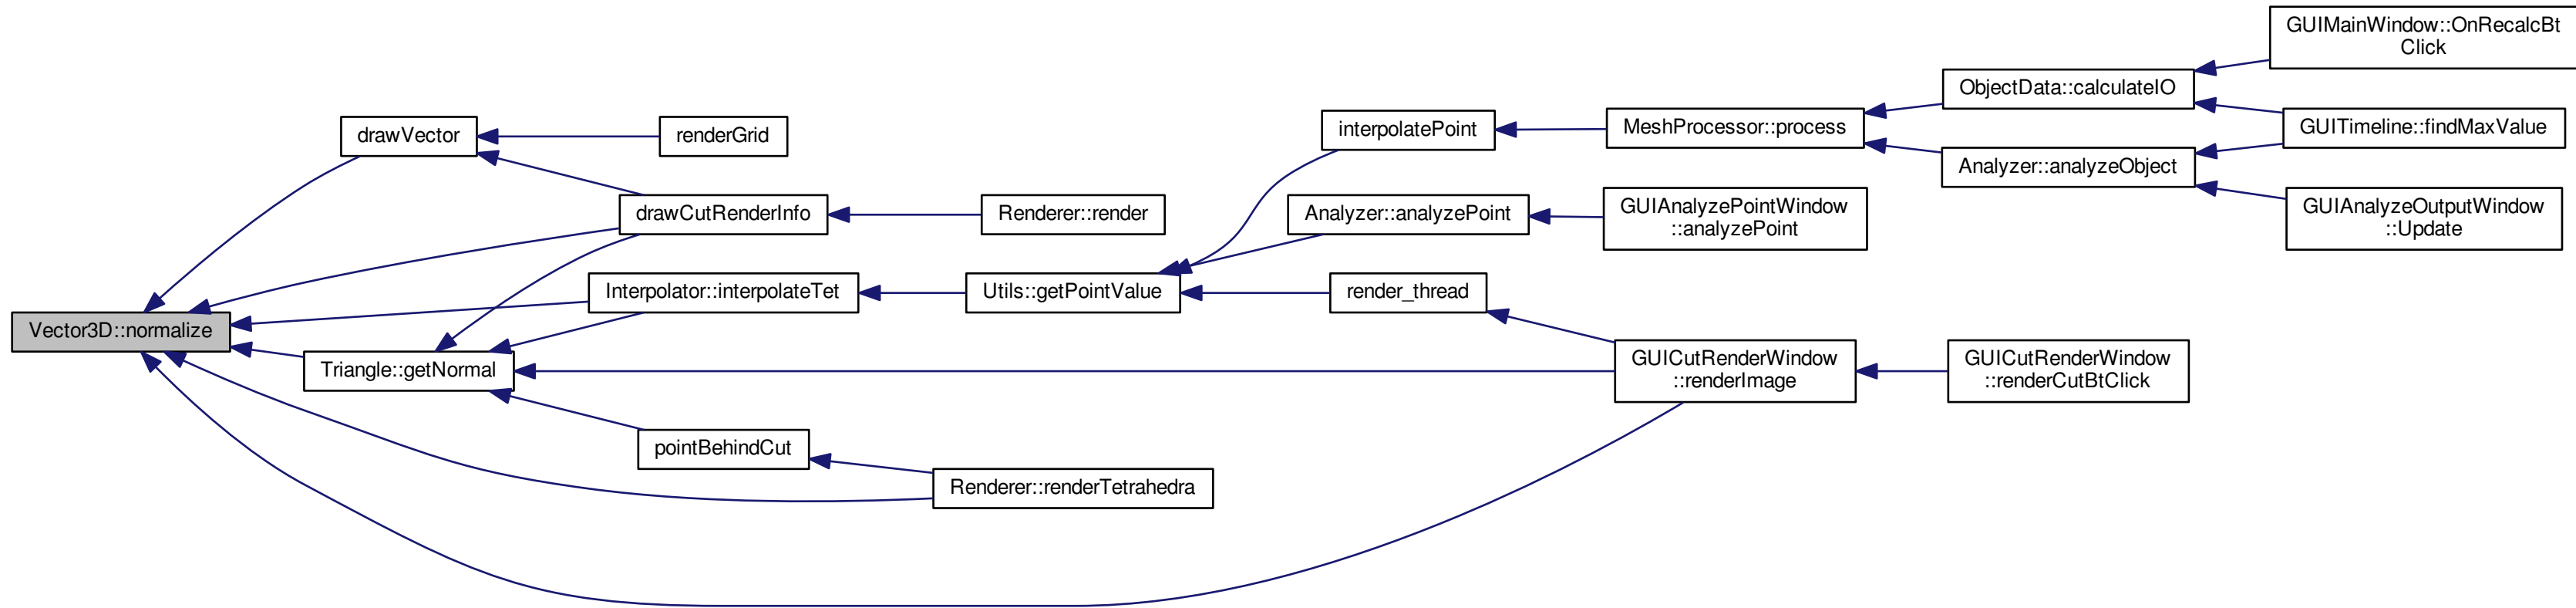 GUIMainWindow::OnRecalcBt
Click
ObjectData::calculateIO
drawVector
renderGrid
interpolatePoint
MeshProcessor::process
GUITimeline::findMaxValue
Analyzer::analyzeObject
drawCutRenderInfo
Renderer::render
Analyzer::analyzePoint
GUIAnalyzePointWindow
::analyzePoint
GUIAnalyzeOutputWindow
::Update
Interpolator::interpolateTet
Utils::getPointValue
render_thread
Vector3D::normalize
Triangle::getNormal
GUICutRenderWindow
::renderImage
GUICutRenderWindow
::renderCutBtClick
pointBehindCut
Renderer::renderTetrahedra